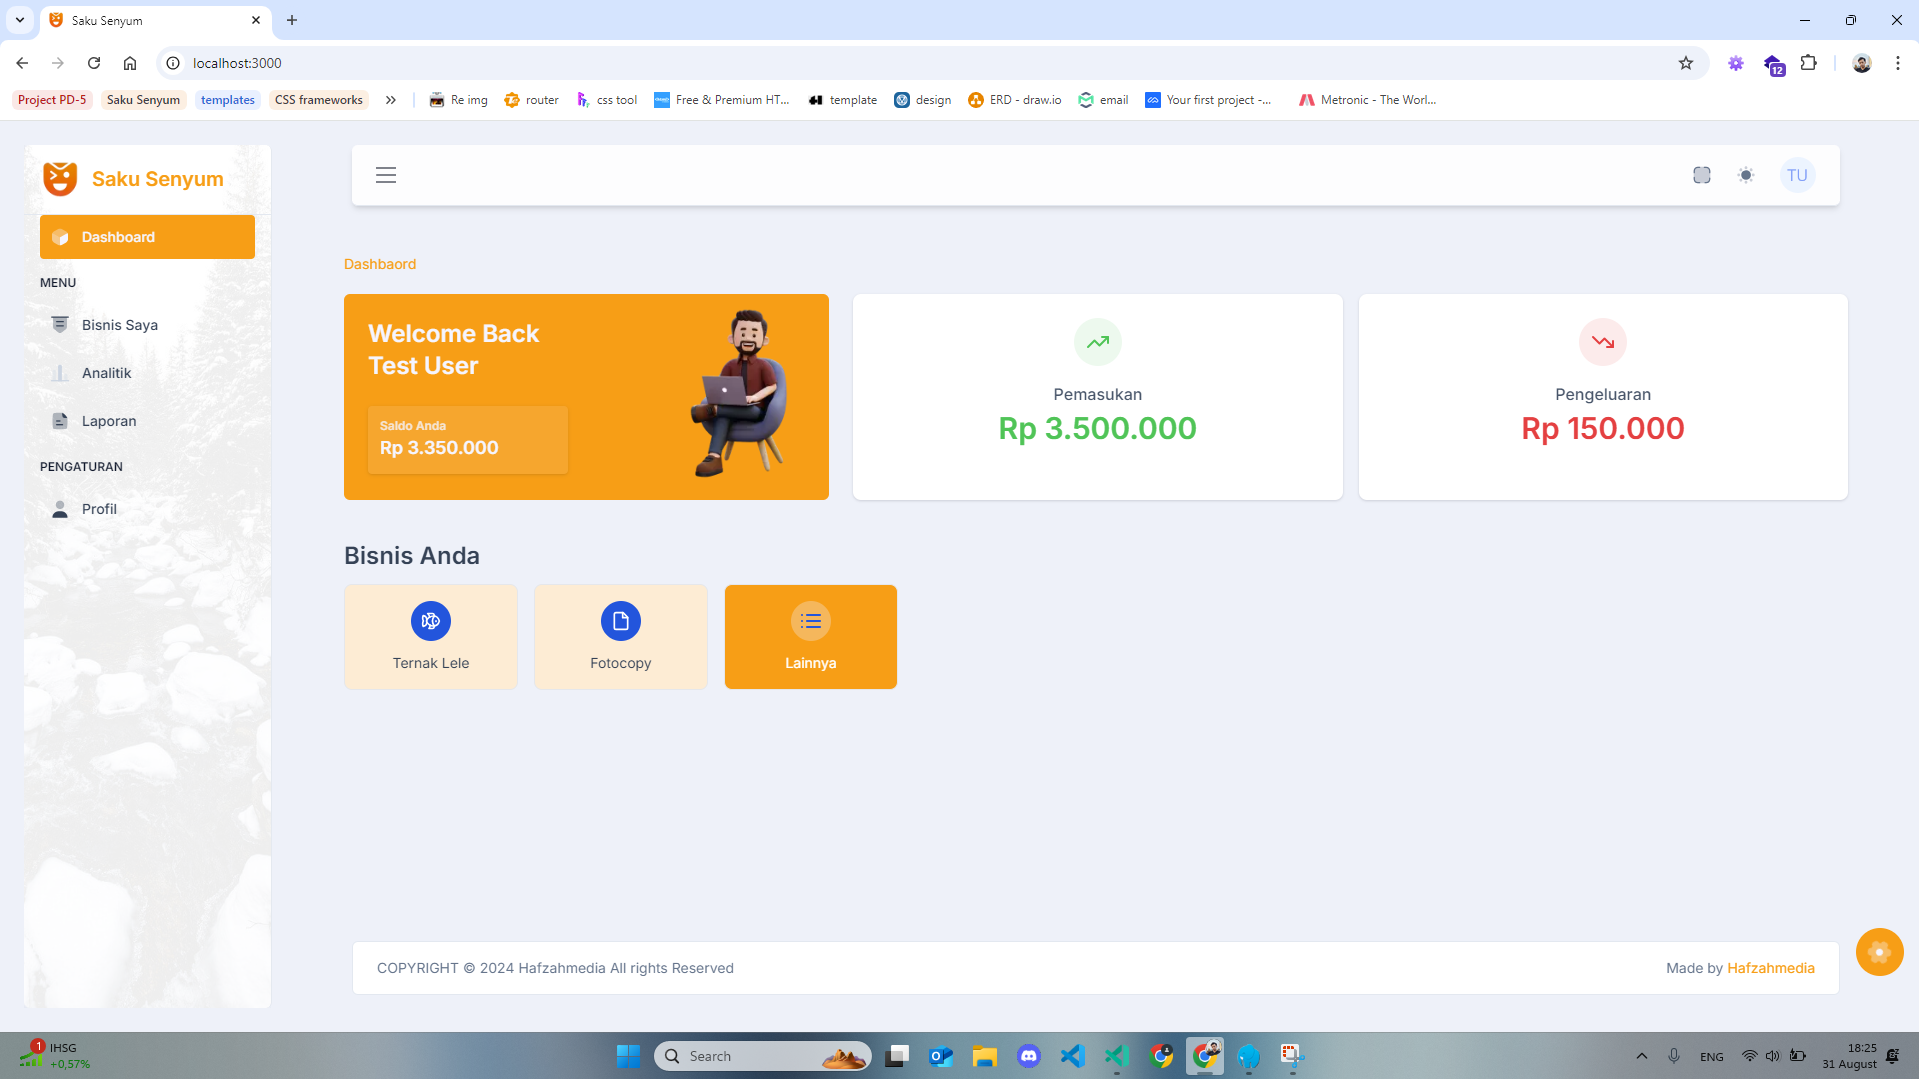 Saku Senyum
localhost:3000
12
Project PD-5
Saku Senyum
templates
CSS frameworks
Re img
router
css tool
Free & Premium HT...
template
design
ERD - draw.io
email
Your first project -...
Metronic - The Worl...
Saku Senyum
TU
Dashboard
MENU
Bisnis Saya
Analitik
Laporan
PENGATURAN
Profil
Dashbaord
Welcome Back
Test User
Saldo Anda
Rp 3.350.000
Pemasukan
Rp 3.500.000
Pengeluaran
Rp 150.000
Bisnis Anda
Ternak Lele
Fotocopy
Lainnya
COPYRIGHT © 2024 Hafzahmedia All rights Reserved
Made by Hafzahmedia
1
IHSG
+0,57%
Search
ENG
18:25
31 August